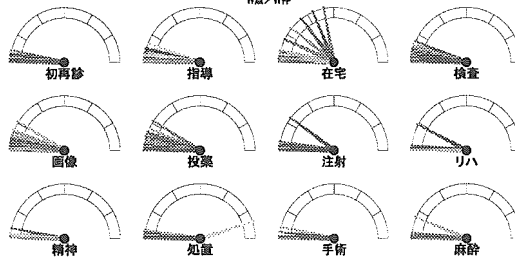 初再診 指導 在宅 検査
画像 投薬 注射 リハ
精神 処置 手術 麻酔